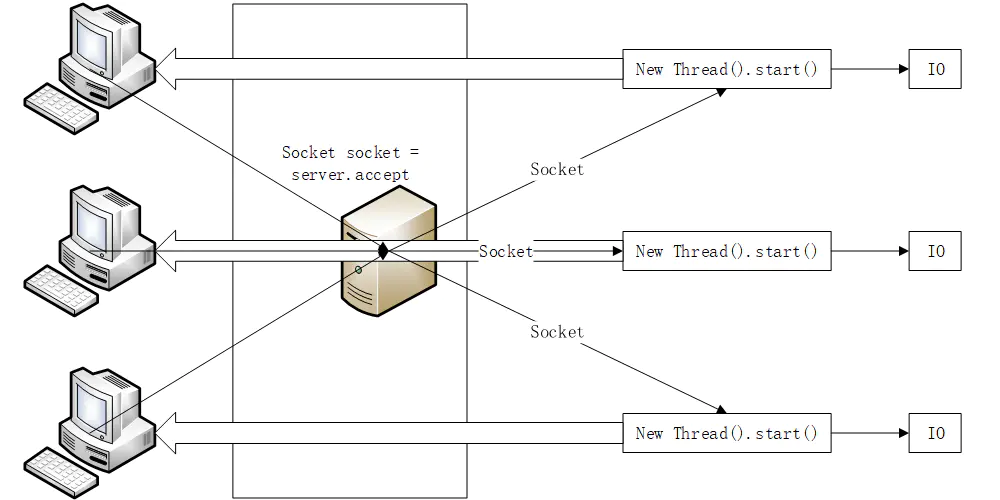 New Thread().start()
IO
Socket socket =
server.accept
Socket
Socket
New Thread().start()
IO
Socket
New Thread().start()
IO